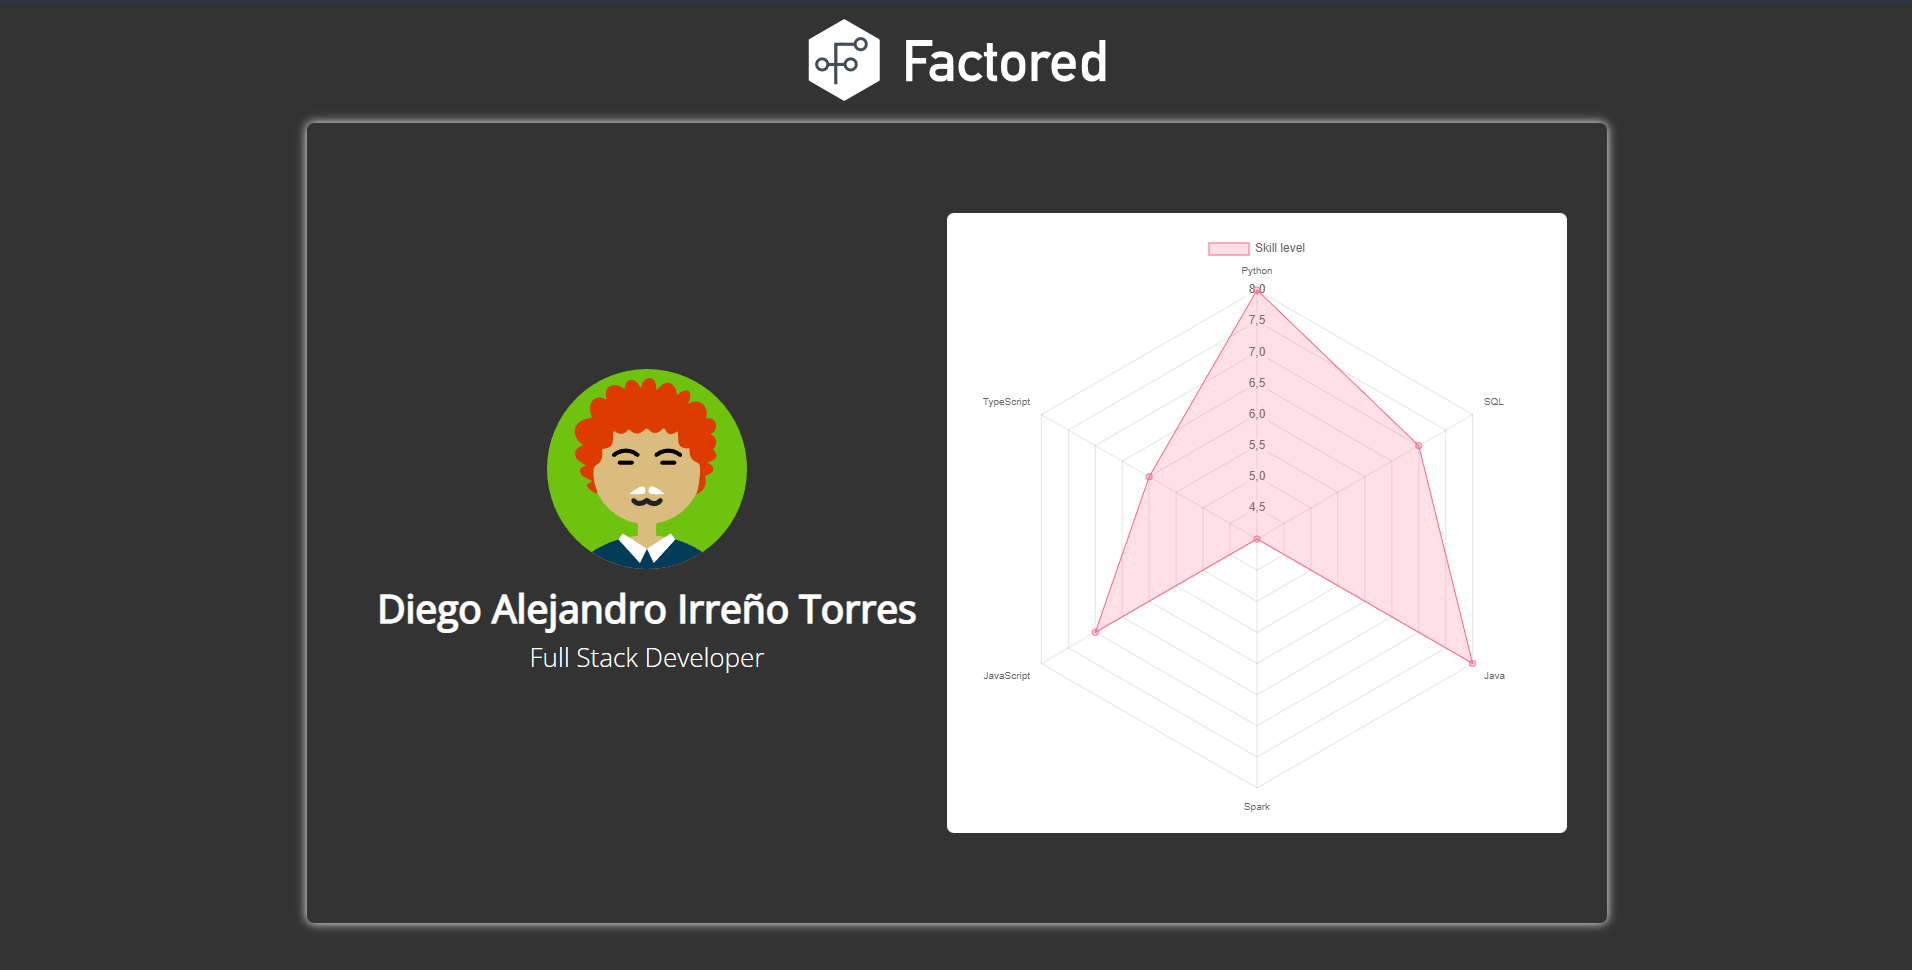 Factored
Skill level
Python
8,0
7,5
7,0
6,5
6,0
5,5
5,0
4,5
TypeScript
SQL
JavaScript
Java
Spark
Diego Alejandro Irreño Torres
Full Stack Developer